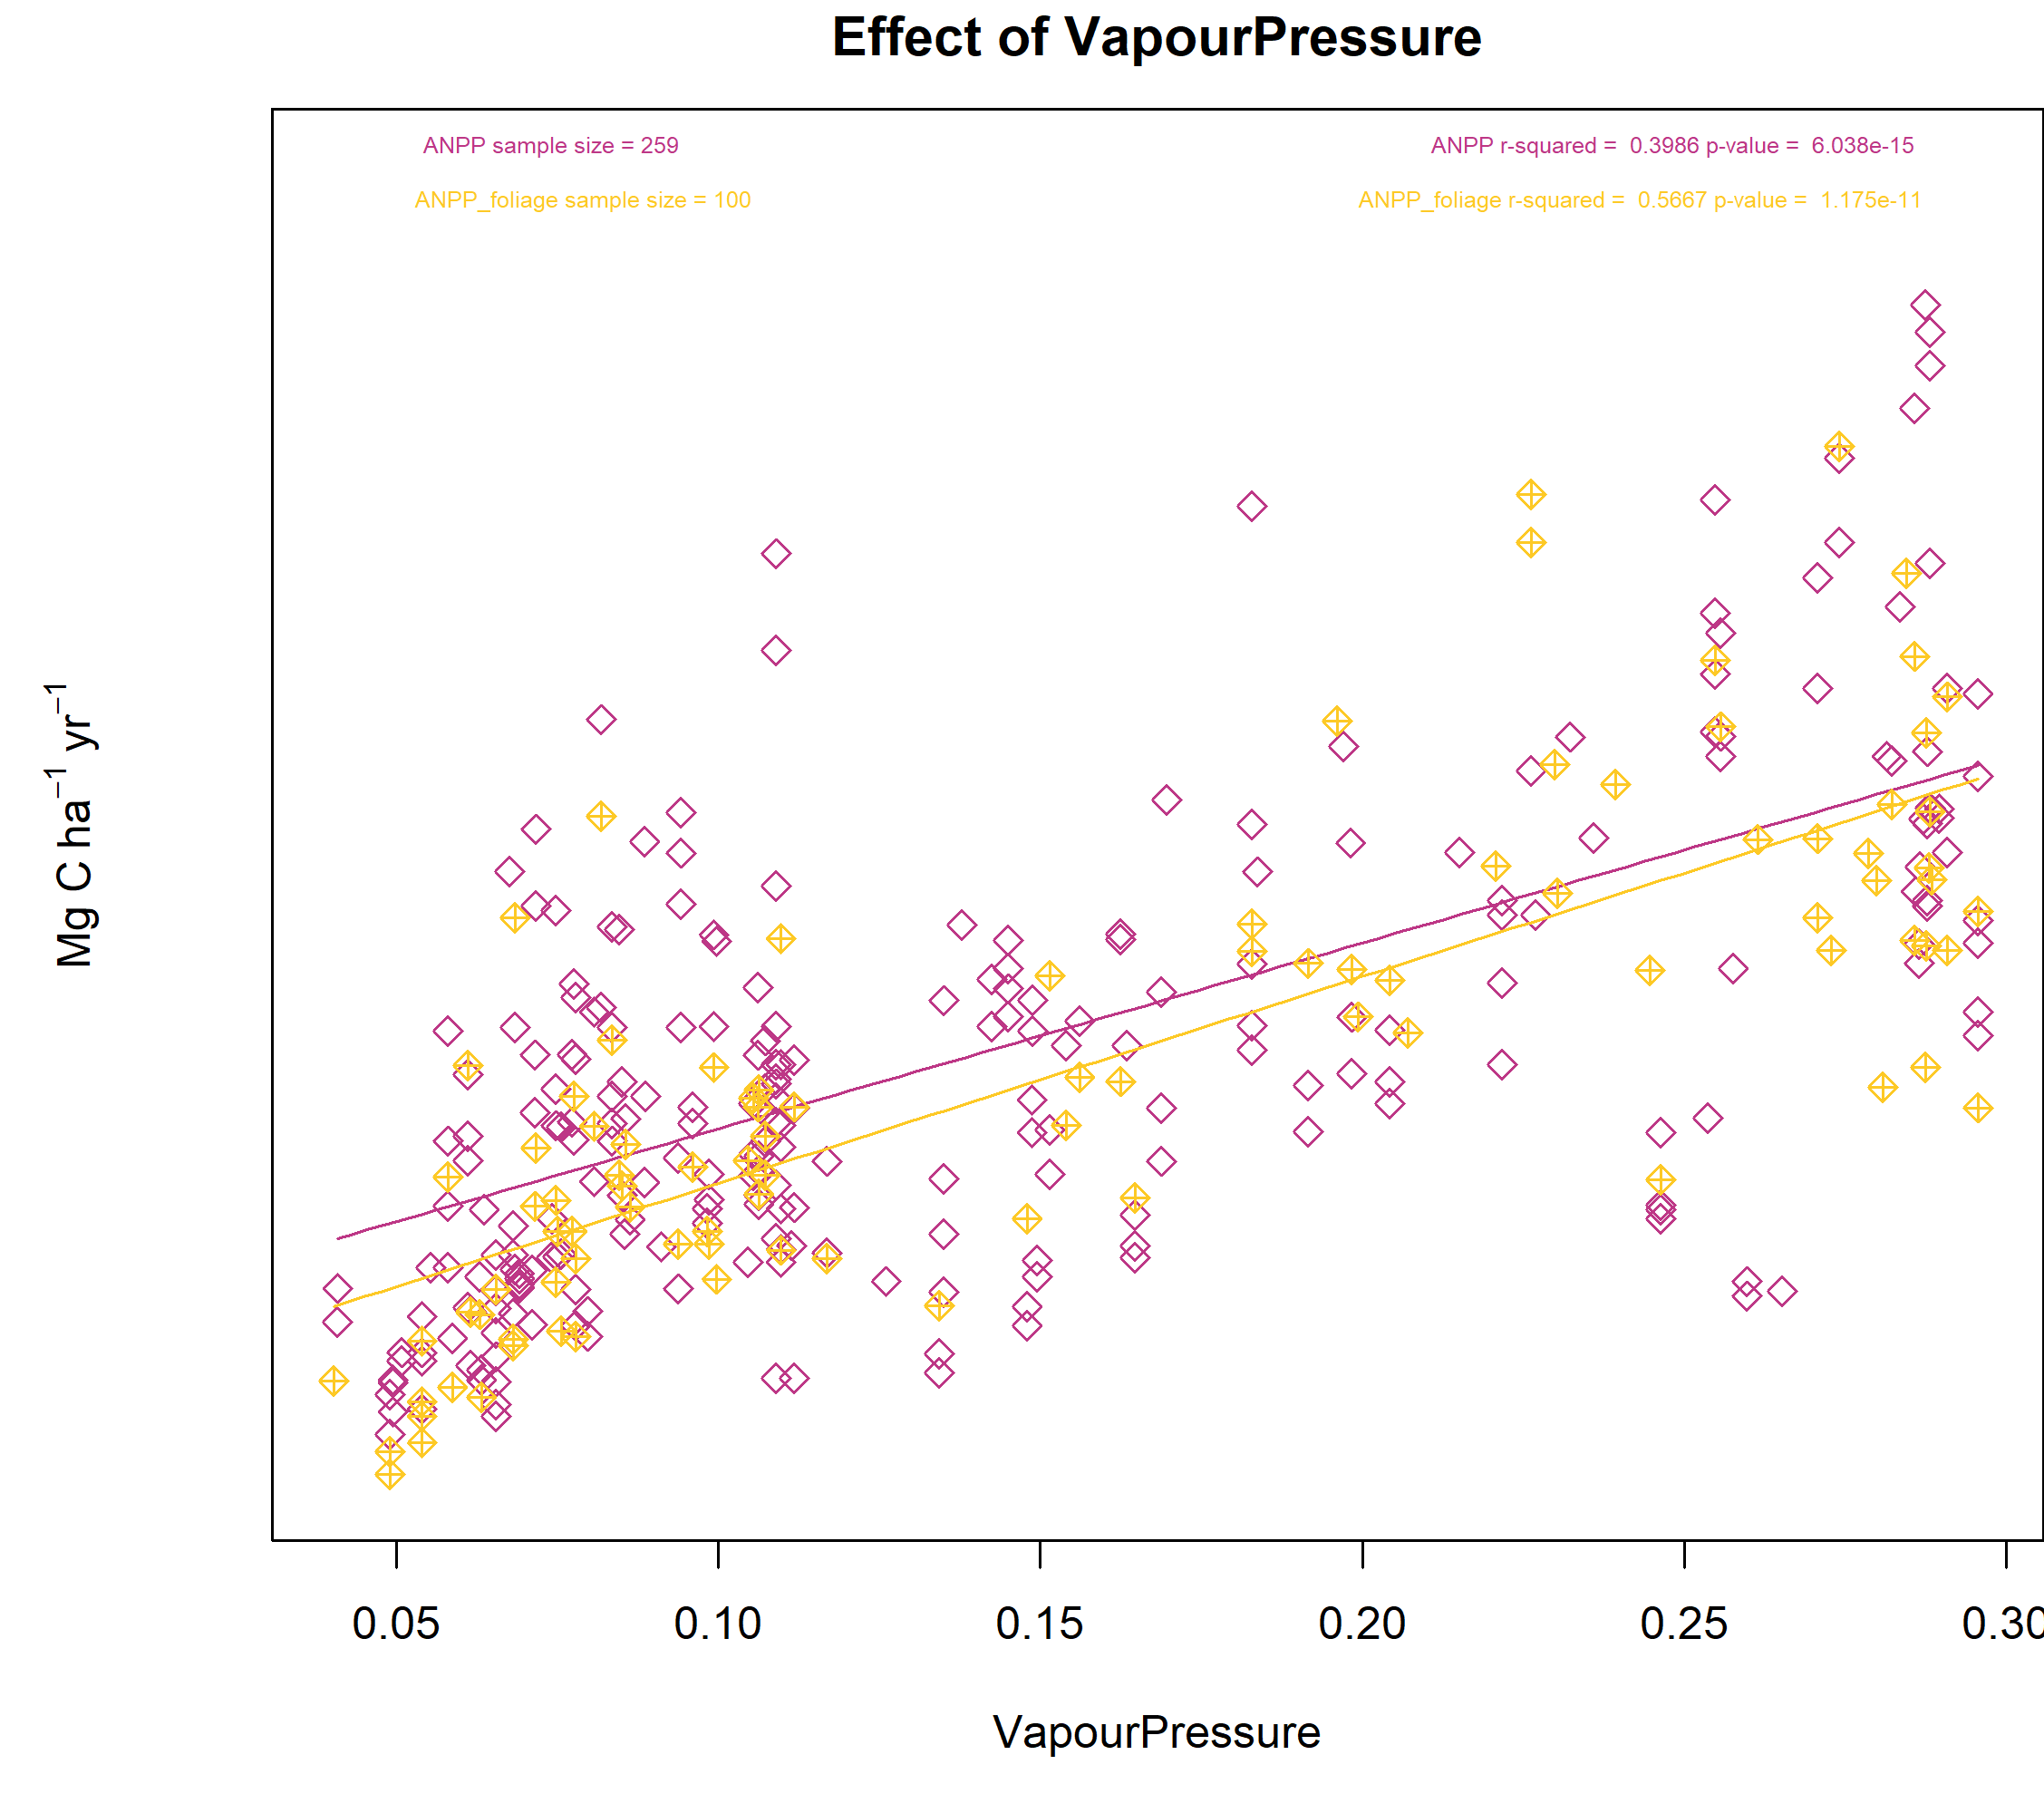 Effect of VapourPressure
ANPP sample size = 259
ANPP r-squared = 0.3986 p-value = 6.038e-15
ANPP_foliage sample size = 100
ANPP_foliage r-squared = 0.5667 p-value = 1.175e-11
Mg C ha⁻¹ yr⁻¹
0.05 0.10 0.15 0.20 0.25 0.30
VapourPressure